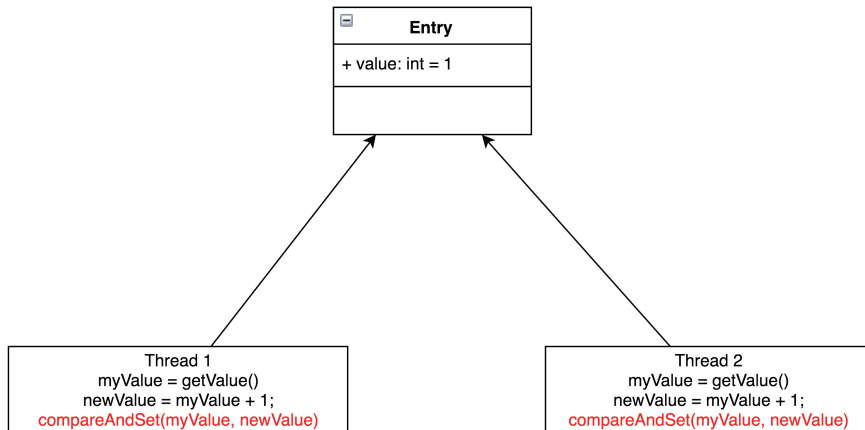 Entry
+ value: int = 1
Thread 1
myValue = getValue()
newValue = myValue + 1;
compareAndSet(myValue, newValue)
Thread 2
myValue = getValue()
newValue = myValue + 1;
compareAndSet(myValue, newValue)